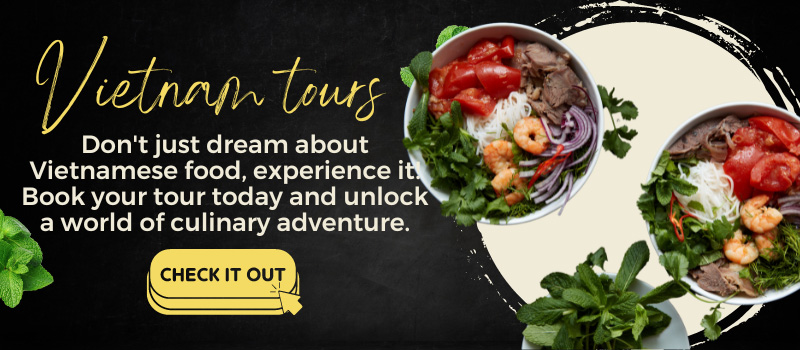 Vietnam tours
Don't just dream about
Vietnamese food, experience it!
Book your tour today and unlock
a world of culinary adventure.
CHECK IT OUT